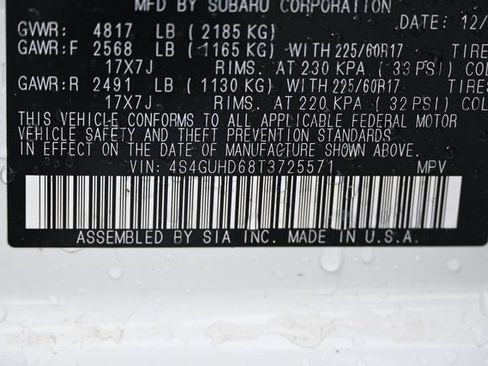 MFD BY SUBARU CORPORATION DATE: 12/
GVWR: 4817 LB (2185 KG)
GAWR:F 2568 LB (1165 KG) WITH 225/60R17 TIRE
17X7J RIMS. AT 230 KPA (33 PSI) COL
GAWR:R 2491 LB (1130 KG) WITH 225/60R17 TIRES
17X7J RIMS. AT 220 KPA (32 PSI) COL
THIS VEHICLE CONFORMS TO ALL APPLICABLE FEDERAL MOTOR
VEHICLE SAFETY AND THEFT PREVENTION STANDARDS
IN EFFECT ON THE DATE OF MANUFACTURE SHOWN ABOVE.
VIN: 4S4GUHD68T3725571 MPV
ASSEMBLED BY SIA INC. MADE IN U.S.A.